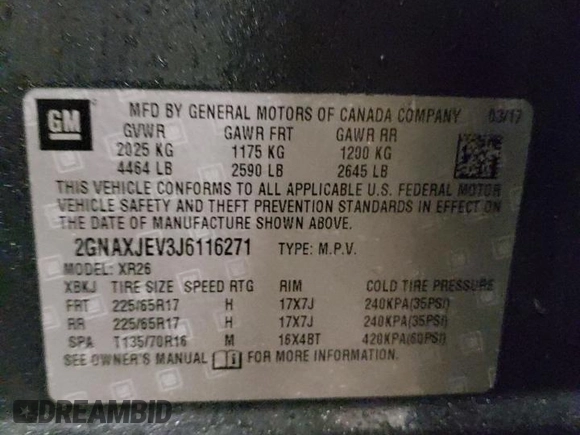 GM
MFD BY GENERAL MOTORS OF CANADA COMPANY 03/17
GVWR GAWR FRT GAWR RR
2025 KG 1175 KG 1200 KG
4464 LB 2590 LB 2645 LB
THIS VEHICLE CONFORMS TO ALL APPLICABLE U.S. FEDERAL MOTOR
VEHICLE SAFETY AND THEFT PREVENTION STANDARDS IN EFFECT ON
THE DATE OF MANUFACTURE SHOWN ABOVE.
2GNAXJEV3J6116271 TYPE: M.P.V.
MODEL: XR26
XBKJ TIRE SIZE SPEED RTG RIM COLD TIRE PRESSURE
FRT 225/65R17 H 17X7J 240KPA(35PSI)
RR 225/65R17 H 17X7J 240KPA(35PSI)
SPA T135/70R16 M 16X4BT 420KPA(60PSI)
SEE OWNER'S MANUAL FOR MORE INFORMATION.
DREAMBID